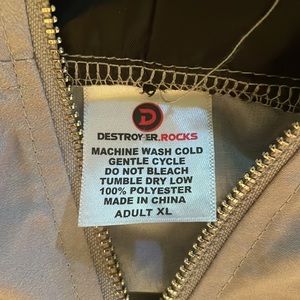 D
DESTROYER.ROCKS
MACHINE WASH COLD
GENTLE CYCLE
DO NOT BLEACH
TUMBLE DRY LOW
100% POLYESTER
MADE IN CHINA
ADULT XL